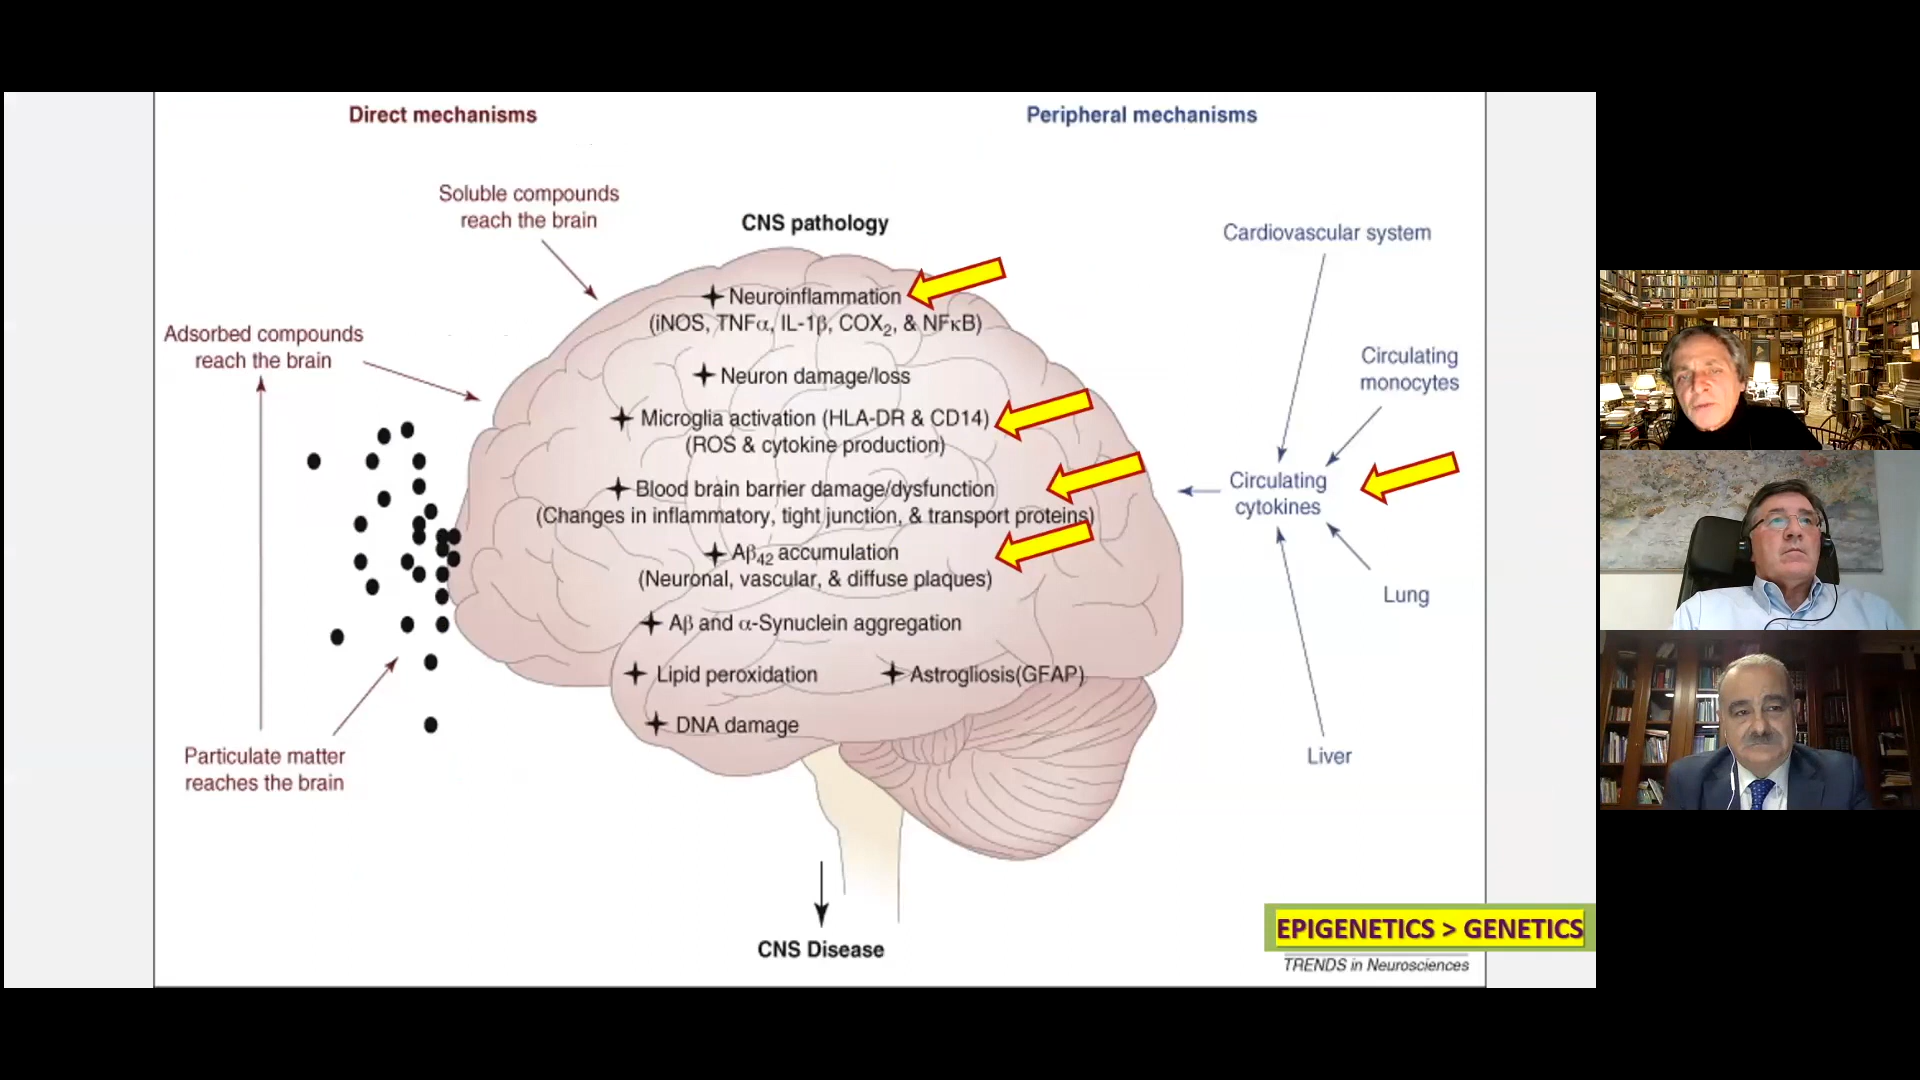 Direct mechanisms
Peripheral mechanisms
Soluble compounds
reach the brain
Adsorbed compounds
reach the brain
Particulate matter
reaches the brain
CNS pathology
Neuroinflammation
(iNOS, TNFα, IL-1β, COX₂, & NFκB)
Neuron damage/loss
Microglia activation (HLA-DR & CD14)
(ROS & cytokine production)
Blood brain barrier damage/dysfunction
(Changes in inflammatory, tight junction, & transport proteins)
Aβ₄₂ accumulation
(Neuronal, vascular, & diffuse plaques)
Aβ and α-Synuclein aggregation
Lipid peroxidation
Astrogliosis(GFAP)
DNA damage
CNS Disease
Cardiovascular system
Circulating
monocytes
Circulating
cytokines
Lung
Liver
EPIGENETICS > GENETICS
TRENDS in Neurosciences